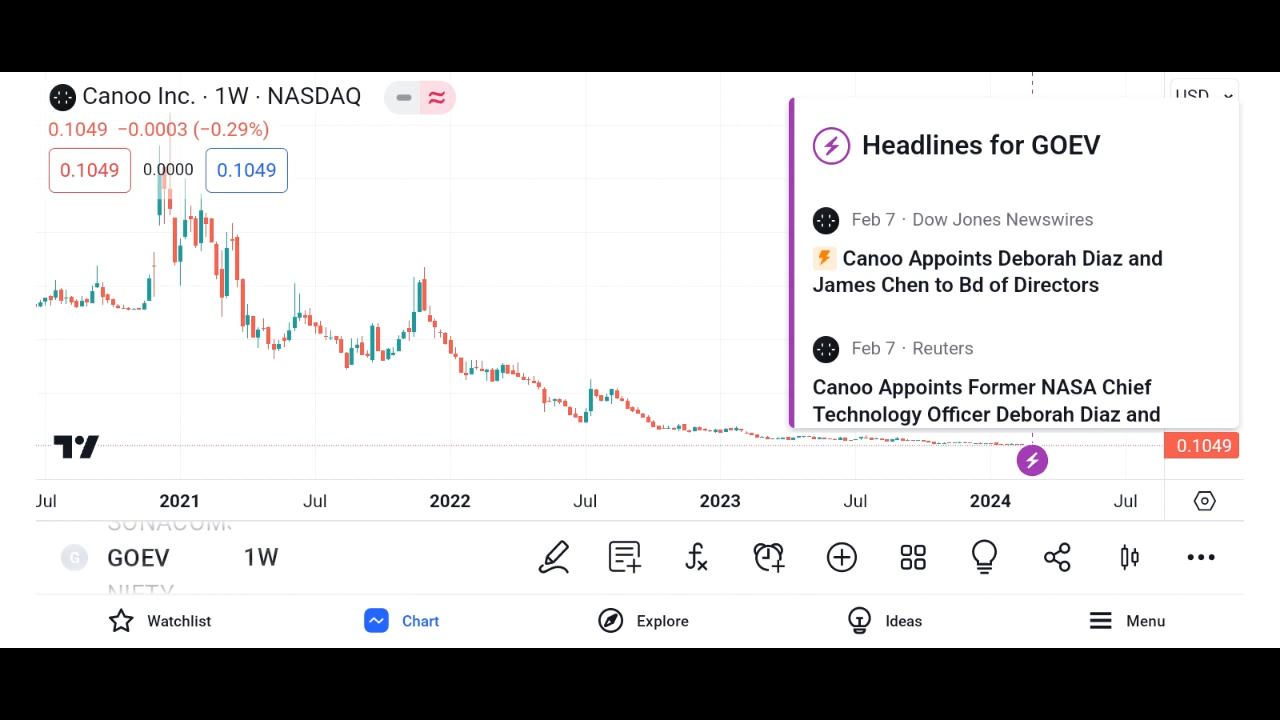 Canoo Inc. · 1W · NASDAQ
USD
0.1049 −0.0003 (−0.29%)
0.1049 0.0000 0.1049
Headlines for GOEV
Feb 7 · Dow Jones Newswires
Canoo Appoints Deborah Diaz and
James Chen to Bd of Directors
Feb 7 · Reuters
Canoo Appoints Former NASA Chief
Technology Officer Deborah Diaz and
0.1049
Jul 2021 Jul 2022 Jul 2023 Jul 2024 Jul
G GOEV 1W
NIFTY
Watchlist Chart Explore Ideas Menu